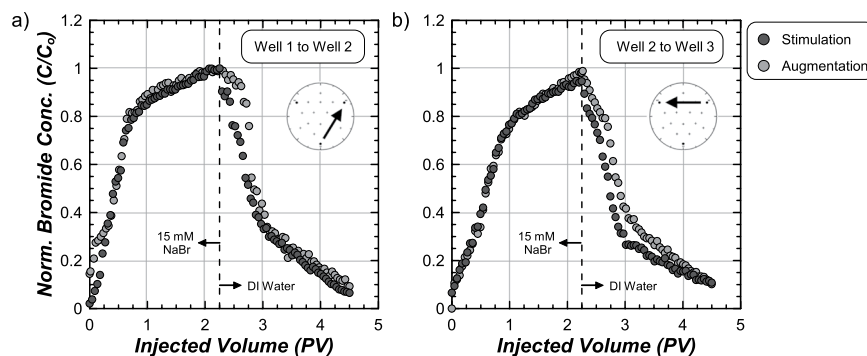 a)
Well 1 to Well 2
b)
Well 2 to Well 3
Stimulation
Augmentation
Norm. Bromide Conc. (C/Co)
1.2
1
0.8
0.6
0.4
0.2
0
15 mM
NaBr
DI Water
0 1 2 3 4 5
Injected Volume (PV)
1.2
1
0.8
0.6
0.4
0.2
0
15 mM
NaBr
DI Water
0 1 2 3 4 5
Injected Volume (PV)